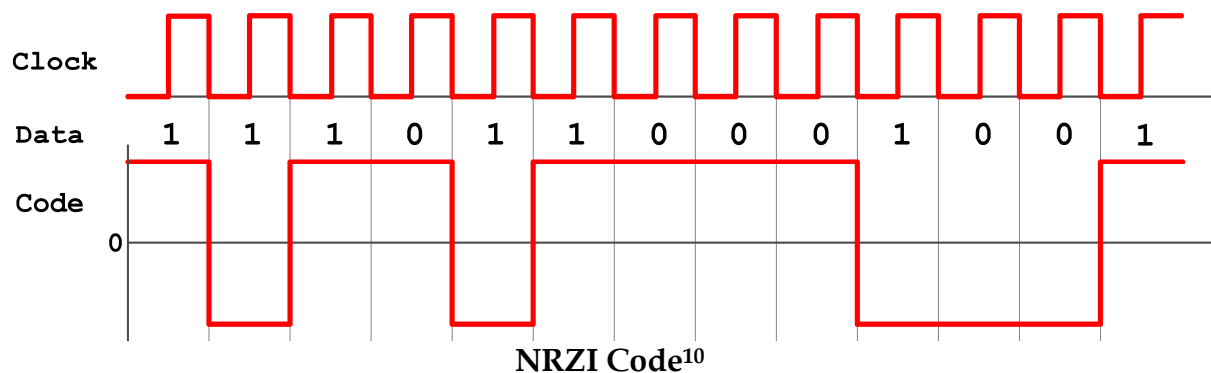 Clock
Data 1 1 1 0 1 1 0 0 0 1 0 0 1
Code
0
NRZI Code¹⁰